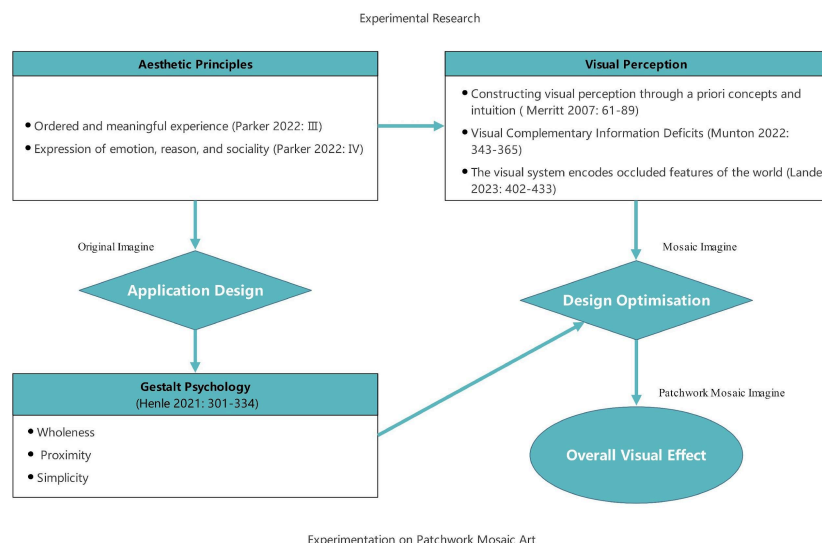 Experimental Research
Aesthetic Principles
• Ordered and meaningful experience (Parker 2022: Ⅲ)
• Expression of emotion, reason, and sociality (Parker 2022: Ⅳ)
Visual Perception
• Constructing visual perception through a priori concepts and
intuition ( Merritt 2007: 61-89)
• Visual Complementary Information Deficits (Munton 2022:
343-365)
• The visual system encodes occluded features of the world (Lande
2023: 402-433)
Original Imagine
Mosaic Imagine
Application Design
Design Optimisation
Gestalt Psychology
(Henle 2021: 301-334)
• Wholeness
• Proximity
• Simplicity
Patchwork Mosaic Imagine
Overall Visual Effect
Experimentation on Patchwork Mosaic Art